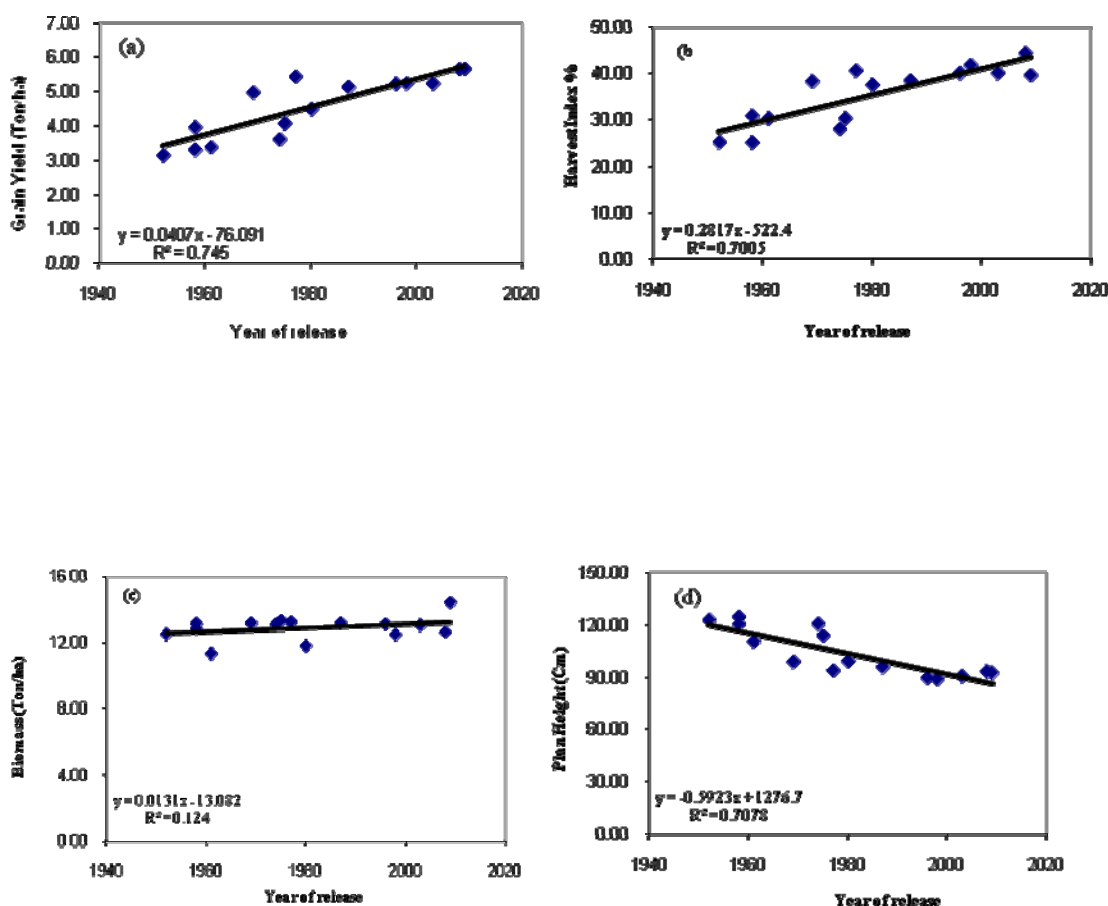 (a)
Grain Yield (Ton/ha)
7.00
6.00
5.00
4.00
3.00
2.00
1.00
0.00
y = 0.0407x - 76.091
R² = 0.745
1940 1960 1980 2000 2020
Year of release
(b
Harvest Index %
50.00
40.00
30.00
20.00
10.00
0.00
y = 0.2817x - 522.4
R² = 0.7005
1940 1960 1980 2000 2020
Year of release
(c)
Biomass (Ton/ha)
16.00
12.00
8.00
4.00
0.00
y = 0.0131x - 13.082
R² = 0.124
1940 1960 1980 2000 2020
Year of release
(d)
Plan Height (Cm)
150.00
120.00
90.00
60.00
30.00
0.00
y = -0.5923x + 1276.7
R² = 0.7078
1940 1960 1980 2000 2020
Year of release